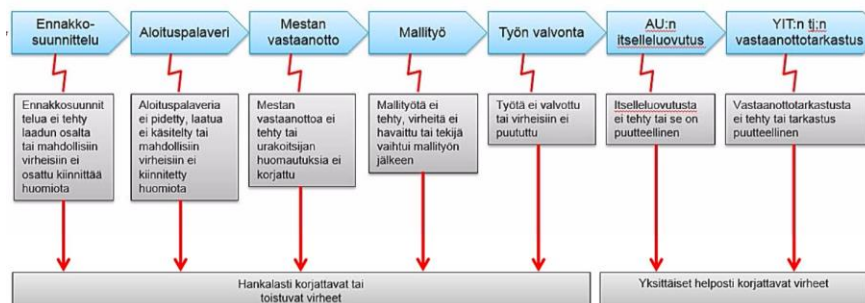 Ennakko-
suunnittelu
Aloituspalaveri
Mestan
vastaanotto
Mallityö
Työn valvonta
AU:n
itselleluovutus
YIT:n tj:n
vastaanottotarkastus
Ennakkosuunnit
telua ei tehty
laadun osalta
tai mahdollisiin
virheisiin ei
osattu kiinnittää
huomiota
Aloituspalaveria
ei pidetty, laatua
ei käsitelty tai
mahdollisiin
virheisiin ei
kiinnitetty
huomiota
Mestan
vastaanottoa ei
tehty tai
urakoitsijan
huomautuksia ei
korjattu
Mallityötä ei
tehty, virheitä ei
havaittu tai tekijä
vaihtui mallityön
jälkeen
Työtä ei valvottu
tai virheisiin ei
puututtu
Itselleluovutusta
ei tehty tai se on
puutteellinen
Vastaanottotarkastusta
ei tehty tai tarkastus
puutteellinen
Hankalasti korjattavat tai
toistuvat virheet
Yksittäiset helposti korjattavat virheet